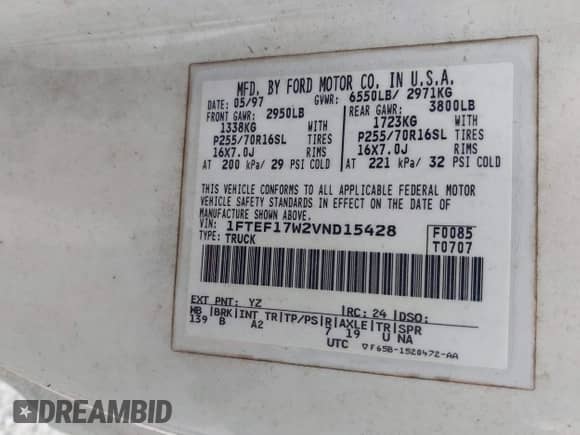 MFD. BY FORD MOTOR CO. IN U.S.A.
DATE: 05/97 GVWR: 6550LB/ 2971KG
FRONT GAWR: 2950LB REAR GAWR: 3800LB
1338KG WITH 1723KG WITH
P255/70R16SL TIRES P255/70R16SL TIRES
16X7.0J RIMS 16X7.0J RIMS
AT 200 kPa/ 29 PSI COLD AT 221 kPa/ 32 PSI COLD
THIS VEHICLE CONFORMS TO ALL APPLICABLE FEDERAL MOTOR
VEHICLE SAFETY STANDARDS IN EFFECT ON THE DATE OF
MANUFACTURE SHOWN ABOVE.
VIN: 1FTEF17W2VND15428 F0085
TYPE: TRUCK T0707
EXT PNT: YZ RC: 24 DSO:
MB BRK INT TR TP/PS R AXLE TR SPR
139 B A2 7 19 U NA
UTC ▽F65B-1520472-AA
DREAMBID